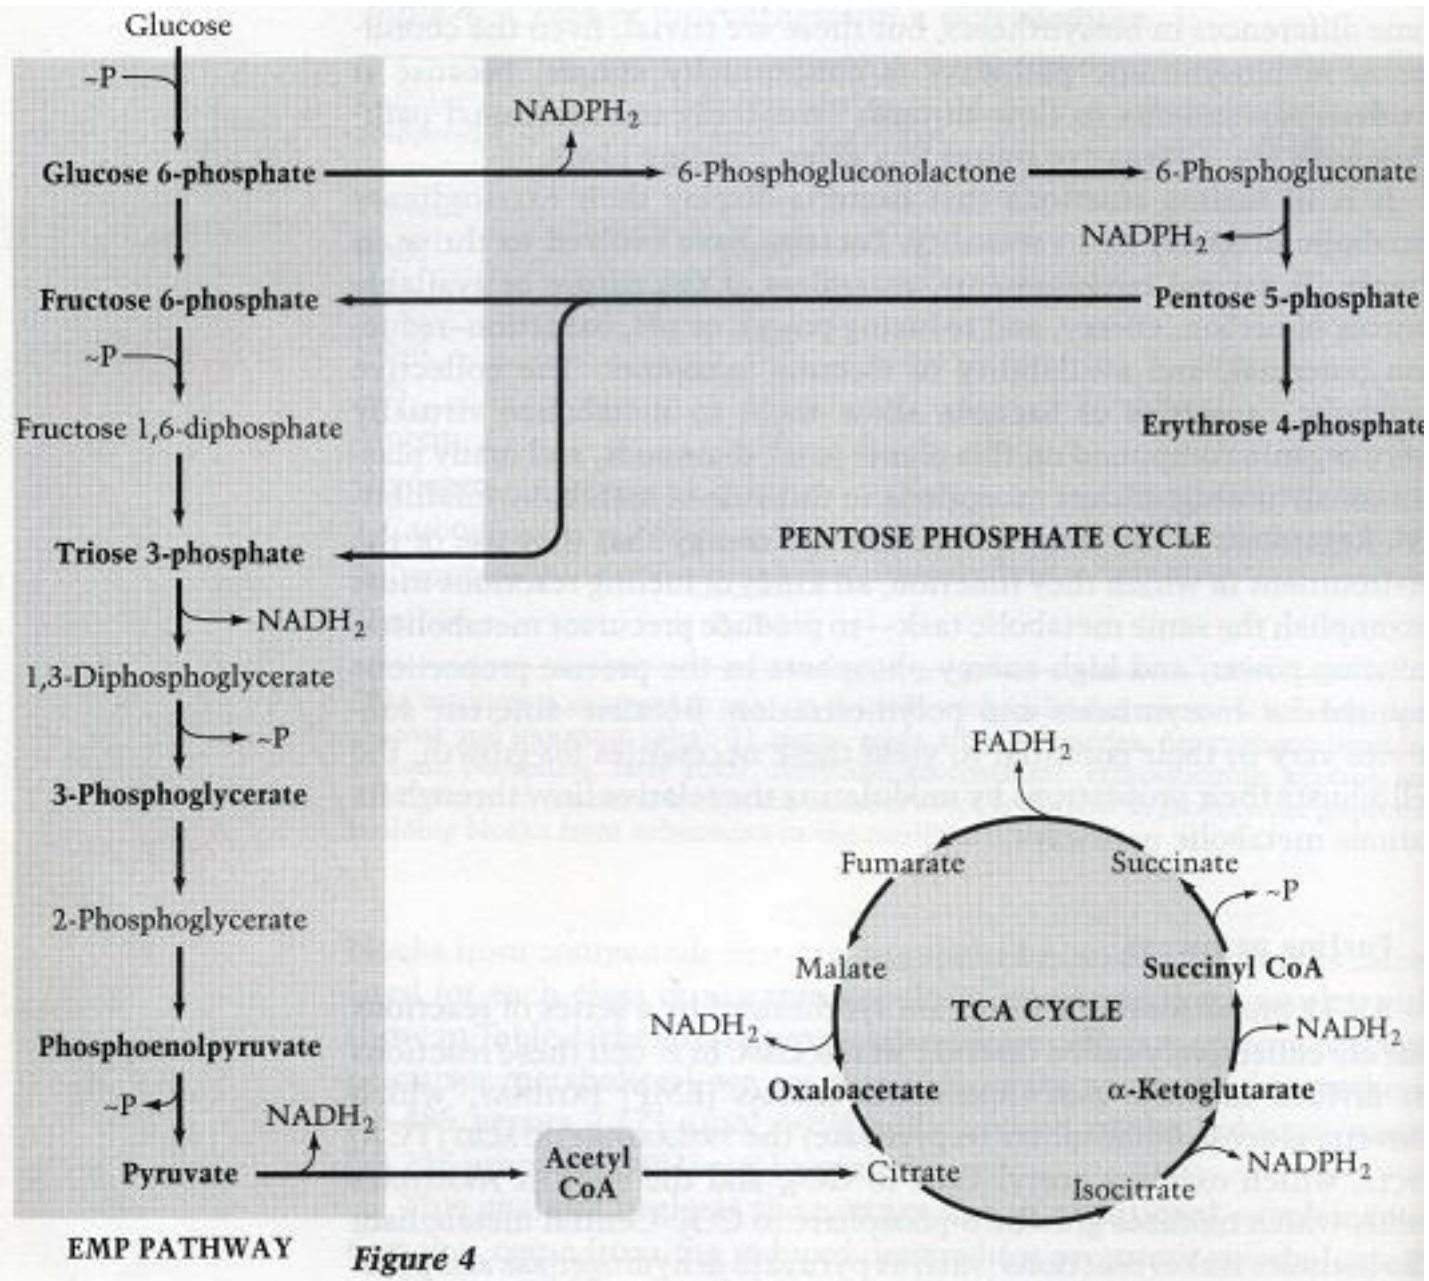 Glucose
~P
NADPH2
Glucose 6-phosphate
6-Phosphogluconolactone
6-Phosphogluconate
NADPH2
Fructose 6-phosphate
Pentose 5-phosphate
~P
Fructose 1,6-diphosphate
Erythrose 4-phosphate
Triose 3-phosphate
PENTOSE PHOSPHATE CYCLE
NADH2
1,3-Diphosphoglycerate
~P
3-Phosphoglycerate
2-Phosphoglycerate
Phosphoenolpyruvate
~P
NADH2
Pyruvate
Acetyl
CoA
EMP PATHWAY
FADH2
Fumarate
Succinate
~P
Malate
Succinyl CoA
TCA CYCLE
NADH2
NADH2
Oxaloacetate
α-Ketoglutarate
Citrate
NADPH2
Isocitrate
Figure 4